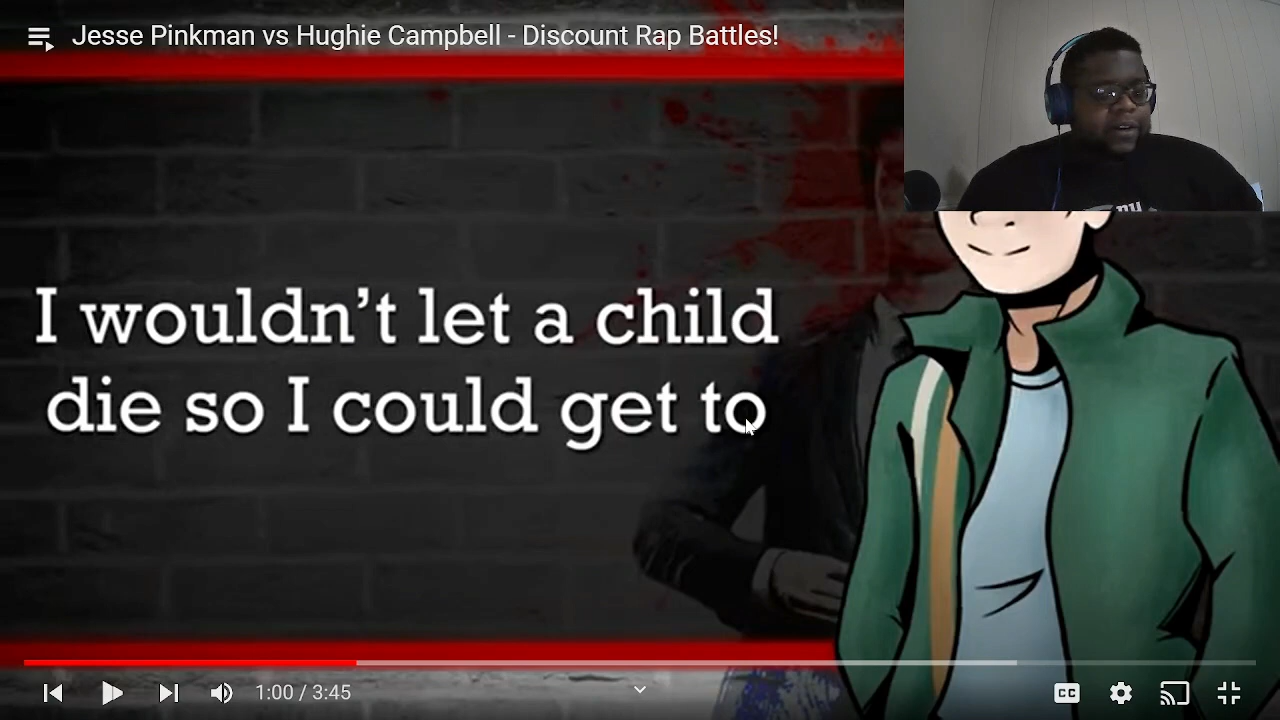 Jesse Pinkman vs Hughie Campbell - Discount Rap Battles!
I wouldn't let a child
die so I could get to
1:00 / 3:45
CC